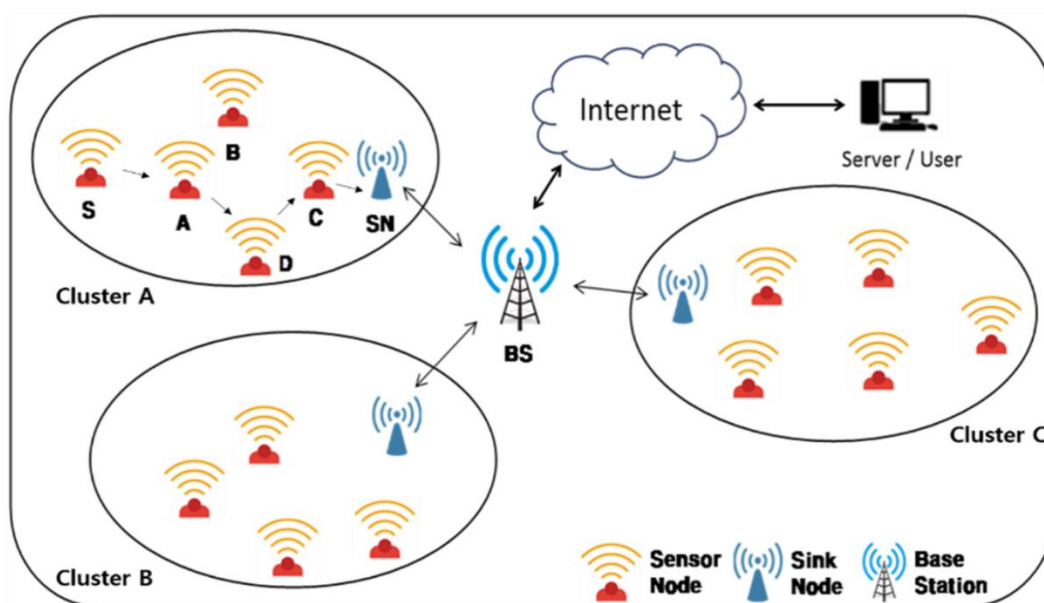 Internet
Server / User
B
S
A
C
SN
D
Cluster A
BS
Cluster C
Cluster B
Sensor
Node
Sink
Node
Base
Station